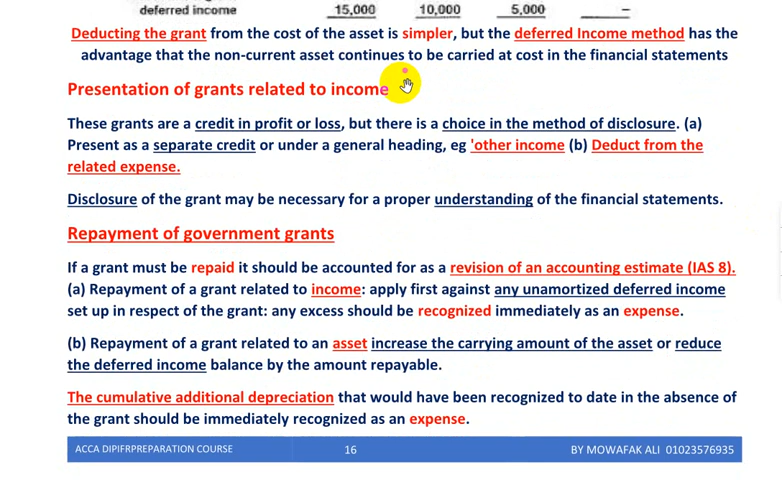 deferred income 15,000 10,000 5,000 –
Deducting the grant from the cost of the asset is simpler, but the deferred Income method has the
advantage that the non-current asset continues to be carried at cost in the financial statements
Presentation of grants related to income
These grants are a credit in profit or loss, but there is a choice in the method of disclosure. (a)
Present as a separate credit or under a general heading, eg 'other income (b) Deduct from the
related expense.
Disclosure of the grant may be necessary for a proper understanding of the financial statements.
Repayment of government grants
If a grant must be repaid it should be accounted for as a revision of an accounting estimate (IAS 8).
(a) Repayment of a grant related to income: apply first against any unamortized deferred income
set up in respect of the grant: any excess should be recognized immediately as an expense.
(b) Repayment of a grant related to an asset increase the carrying amount of the asset or reduce
the deferred income balance by the amount repayable.
The cumulative additional depreciation that would have been recognized to date in the absence of
the grant should be immediately recognized as an expense.
ACCA DIPIFRPREPARATION COURSE 16 BY MOWAFAK ALI 01023576935